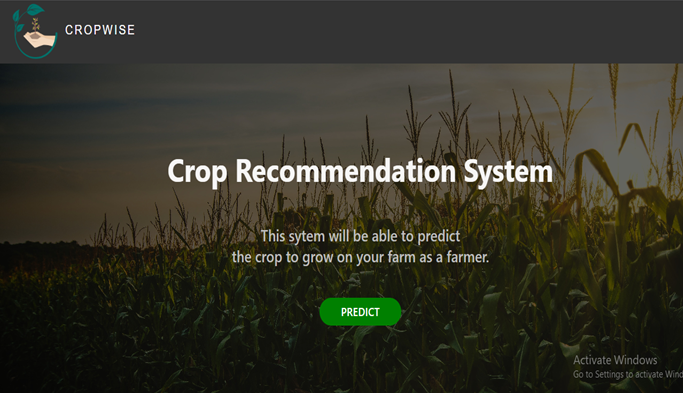 CROPWISE
Crop Recommendation System
This sytem will be able to predict
the crop to grow on your farm as a farmer.
PREDICT
Activate Windows
Go to Settings to activate Wind